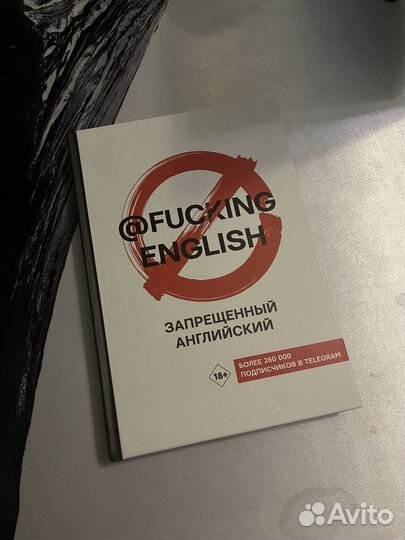 @FUCKING
ENGLISH
ЗАПРЕЩЕННЫЙ
АНГЛИЙСКИЙ
18+
БОЛЕЕ 260 000
ПОДПИСЧИКОВ В TELEGRAM
Avito